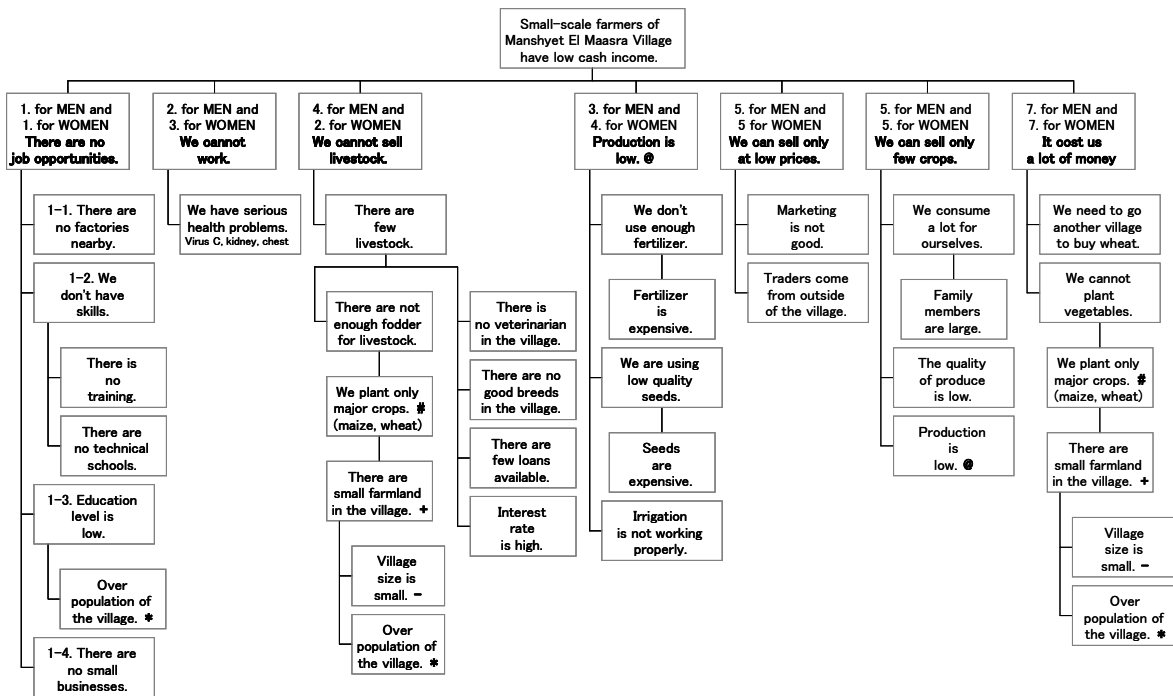 Small-scale farmers of
Manshyet El Maasra Village
have low cash income.
1. for MEN and
1. for WOMEN
There are no
job opportunities.
1-1. There are
no factories
nearby.
1-2. We
don't have
skills.
There is
no
training.
There are
no technical
schools.
1-3. Education
level is
low.
Over
population of
the village. *
1-4. There are
no small
businesses.
2. for MEN and
3. for WOMEN
We cannot
work.
We have serious
health problems.
Virus C, kidney, chest
4. for MEN and
2. for WOMEN
We cannot sell
livestock.
There are
few
livestock.
There are not
enough fodder
for livestock.
We plant only
major crops. #
(maize, wheat)
There are
small farmland
in the village. +
Village
size is
small. -
Over
population of
the village. *
There is
no veterinarian
in the village.
There are no
good breeds
in the village.
There are
few loans
available.
Interest
rate
is high.
3. for MEN and
4. for WOMEN
Production is
low. @
We don't
use enough
fertilizer.
Fertilizer
is
expensive.
We are using
low quality
seeds.
Seeds
are
expensive.
Irrigation
is not working
properly.
5. for MEN and
5 for WOMEN
We can sell only
at low prices.
Marketing
is not
good.
Traders come
from outside
of the village.
5. for MEN and
5. for WOMEN
We can sell only
few crops.
We consume
a lot for
ourselves.
Family
members
are large.
The quality
of produce
is low.
Production
is
low. @
7. for MEN and
7. for WOMEN
It cost us
a lot of money
We need to go
another village
to buy wheat.
We cannot
plant
vegetables.
We plant only
major crops. #
(maize, wheat)
There are
small farmland
in the village. +
Village
size is
small. -
Over
population of
the village. *